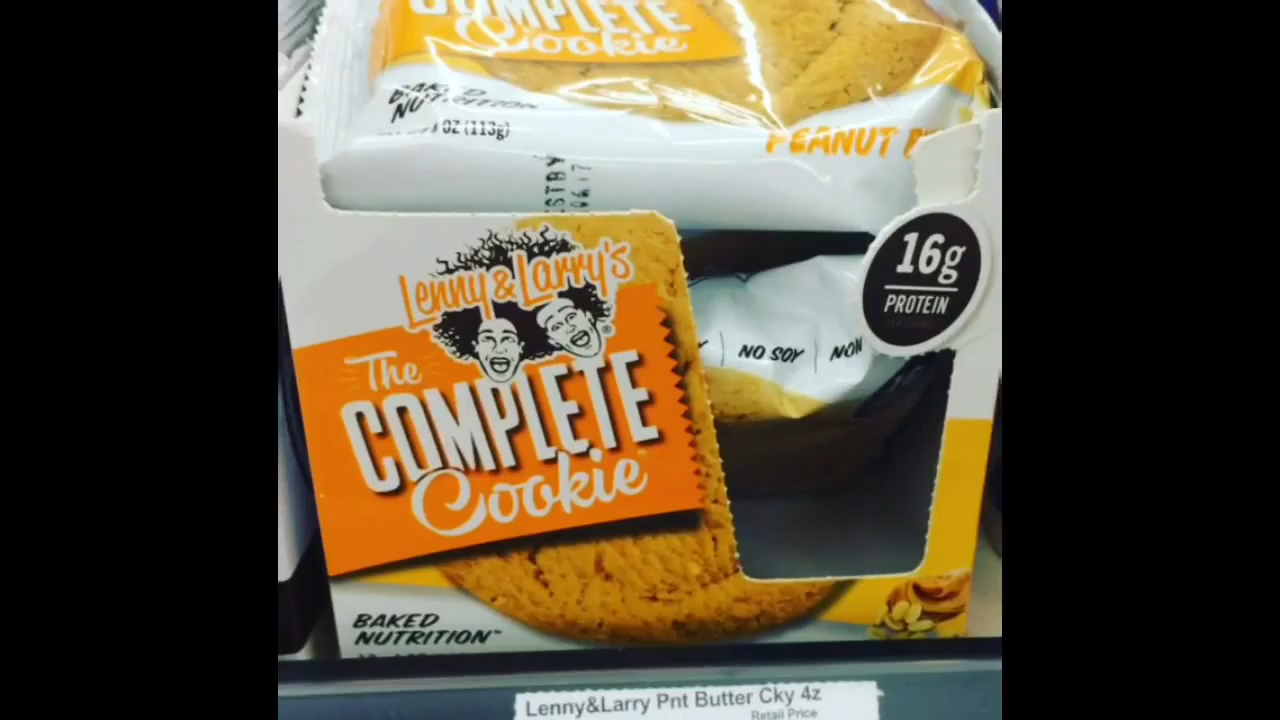 COMPLETE
Cookie
BAKED
NUTRITION
OZ (113g)
PEANUT
Lenny & Larry's
The
COMPLETE
Cookie
16g
PROTEIN
NO SOY
BAKED
NUTRITION™
Lenny&Larry Pnt Butter Cky 4z
Retail Price